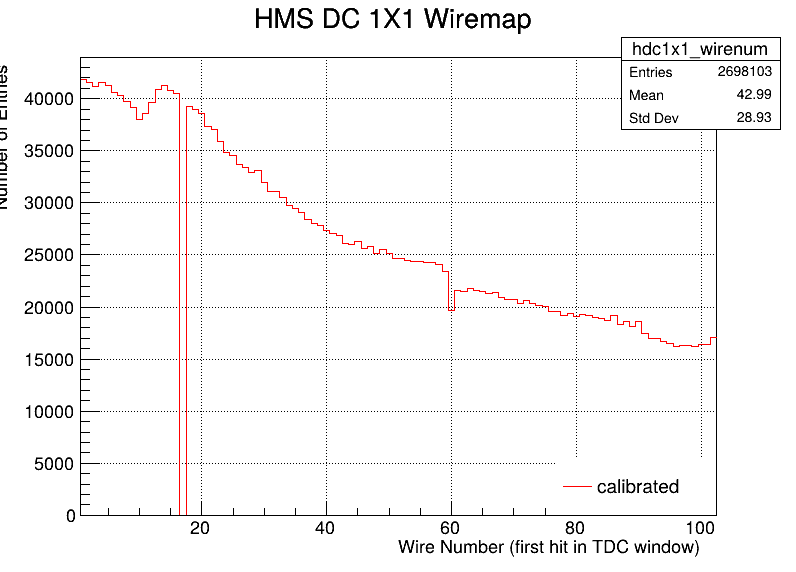 HMS DC 1X1 Wiremap
hdc1x1_wirenum
Entries 2698103
Mean 42.99
Std Dev 28.93
Number of Entries
40000
35000
30000
25000
20000
15000
10000
5000
0
calibrated
20 40 60 80 100
Wire Number (first hit in TDC window)